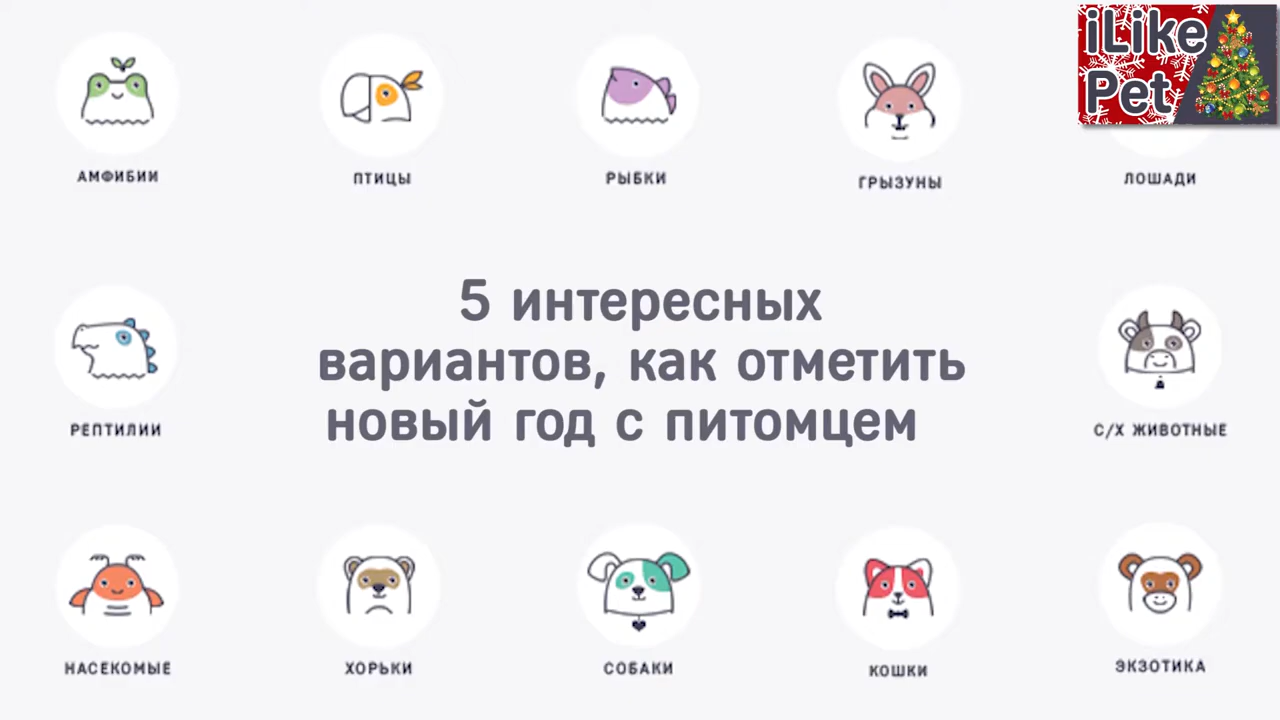 iLike
Pet
АМФИБИИ
ПТИЦЫ
РЫБКИ
ГРЫЗУНЫ
ЛОШАДИ
5 интересных
вариантов, как отметить
новый год с питомцем
РЕПТИЛИИ
С/Х ЖИВОТНЫЕ
НАСЕКОМЫЕ
ХОРЬКИ
СОБАКИ
КОШКИ
ЭКЗОТИКА